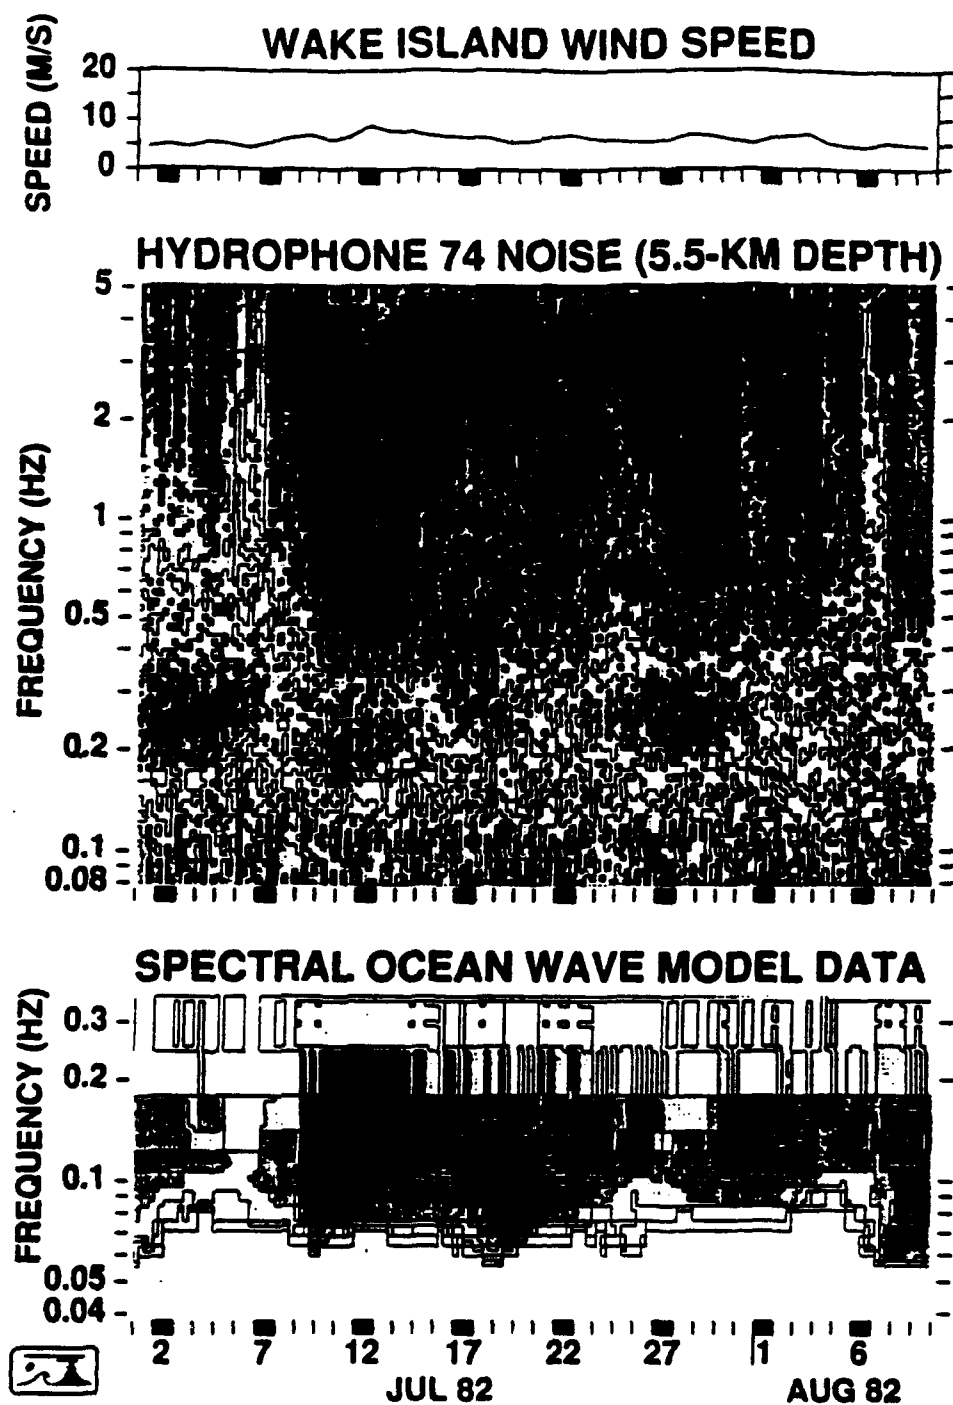 WAKE ISLAND WIND SPEED
SPEED (M/S)
20
10
0
HYDROPHONE 74 NOISE (5.5-KM DEPTH)
FREQUENCY (HZ)
5
2
1
0.5
0.2
0.1
0.08
SPECTRAL OCEAN WAVE MODEL DATA
FREQUENCY (HZ)
0.3
0.2
0.1
0.05
0.04
2 7 12 17 22 27 1 6
JUL 82 AUG 82